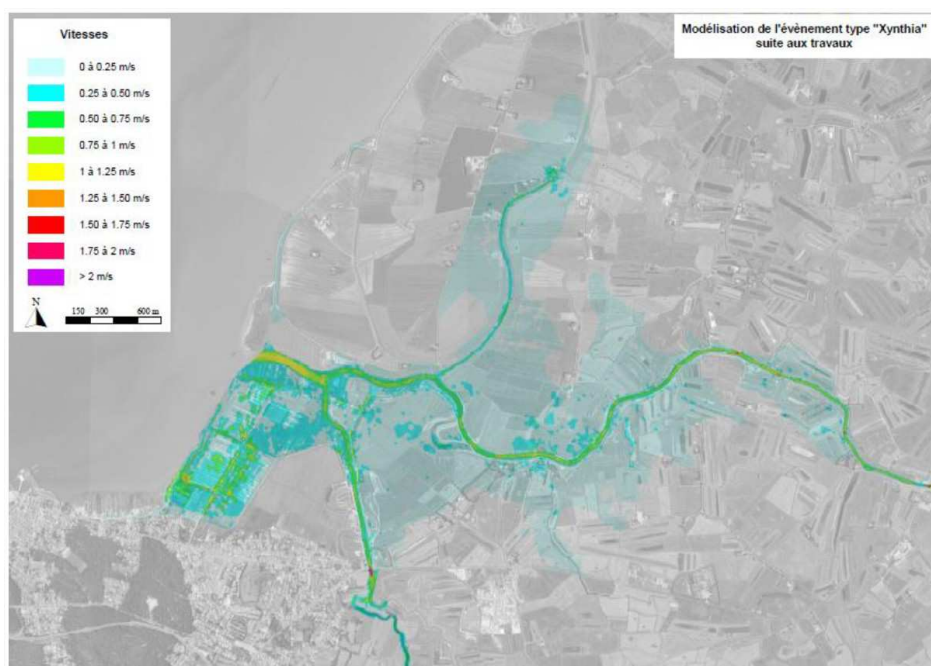 Modélisation de l'évènement type "Xynthia"
suite aux travaux
Vitesses
0 à 0.25 m/s
0.25 à 0.50 m/s
0.50 à 0.75 m/s
0.75 à 1 m/s
1 à 1.25 m/s
1.25 à 1.50 m/s
1.50 à 1.75 m/s
1.75 à 2 m/s
> 2 m/s
N
150 300 600 m